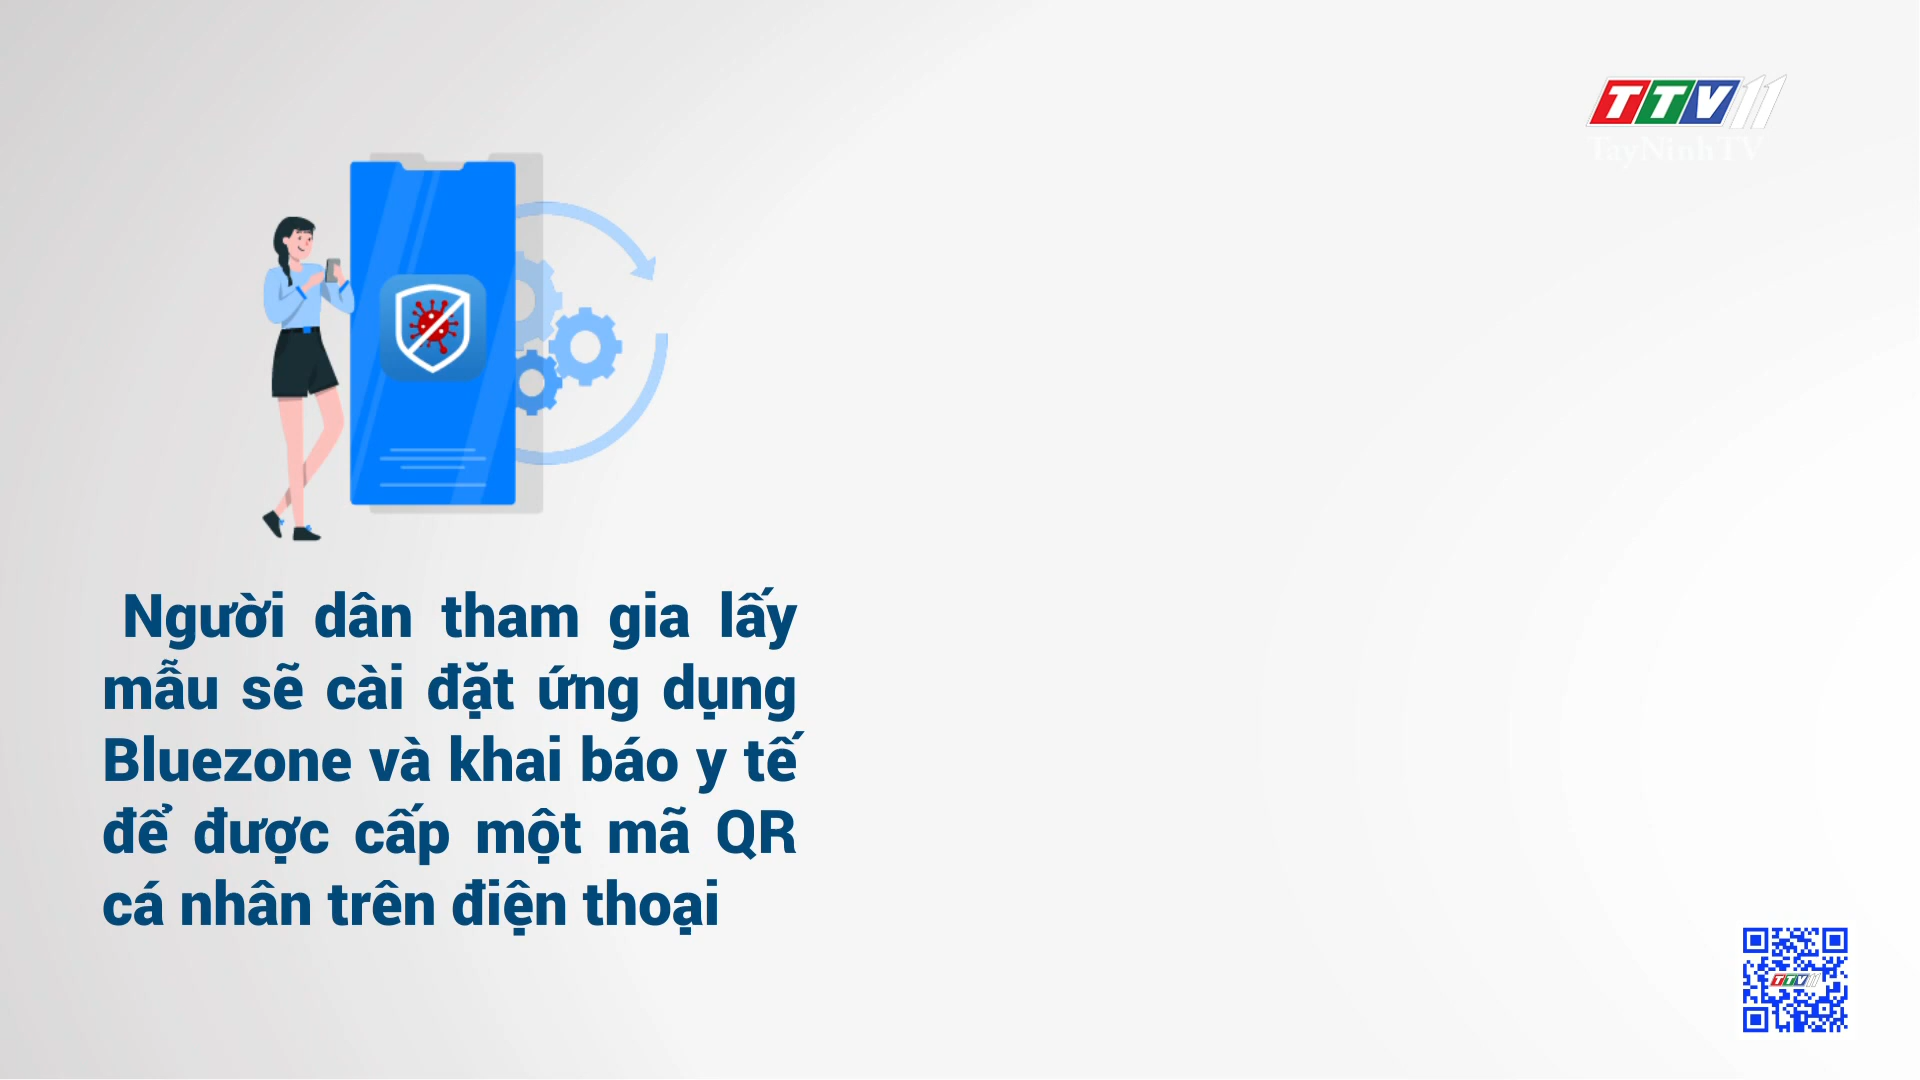 TTV11
TayNinhTV
Người dân tham gia lấy
mẫu sẽ cài đặt ứng dụng
Bluezone và khai báo y tế
để được cấp một mã QR
cá nhân trên điện thoại
TTV11